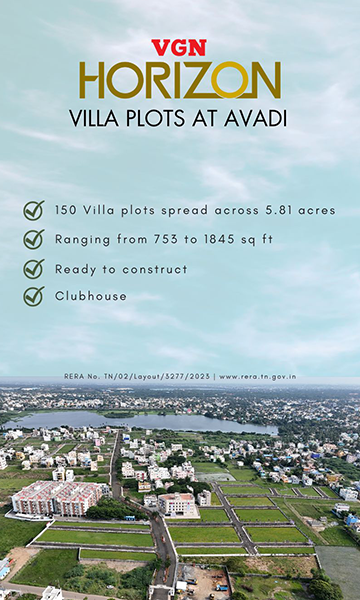 VGN
HORIZON
VILLA PLOTS AT AVADI
150 Villa plots spread across 5.81 acres
Ranging from 753 to 1845 sq ft
Ready to construct
Clubhouse
RERA No. TN/02/Layout/3277/2023 | www.rera.tn.gov.in